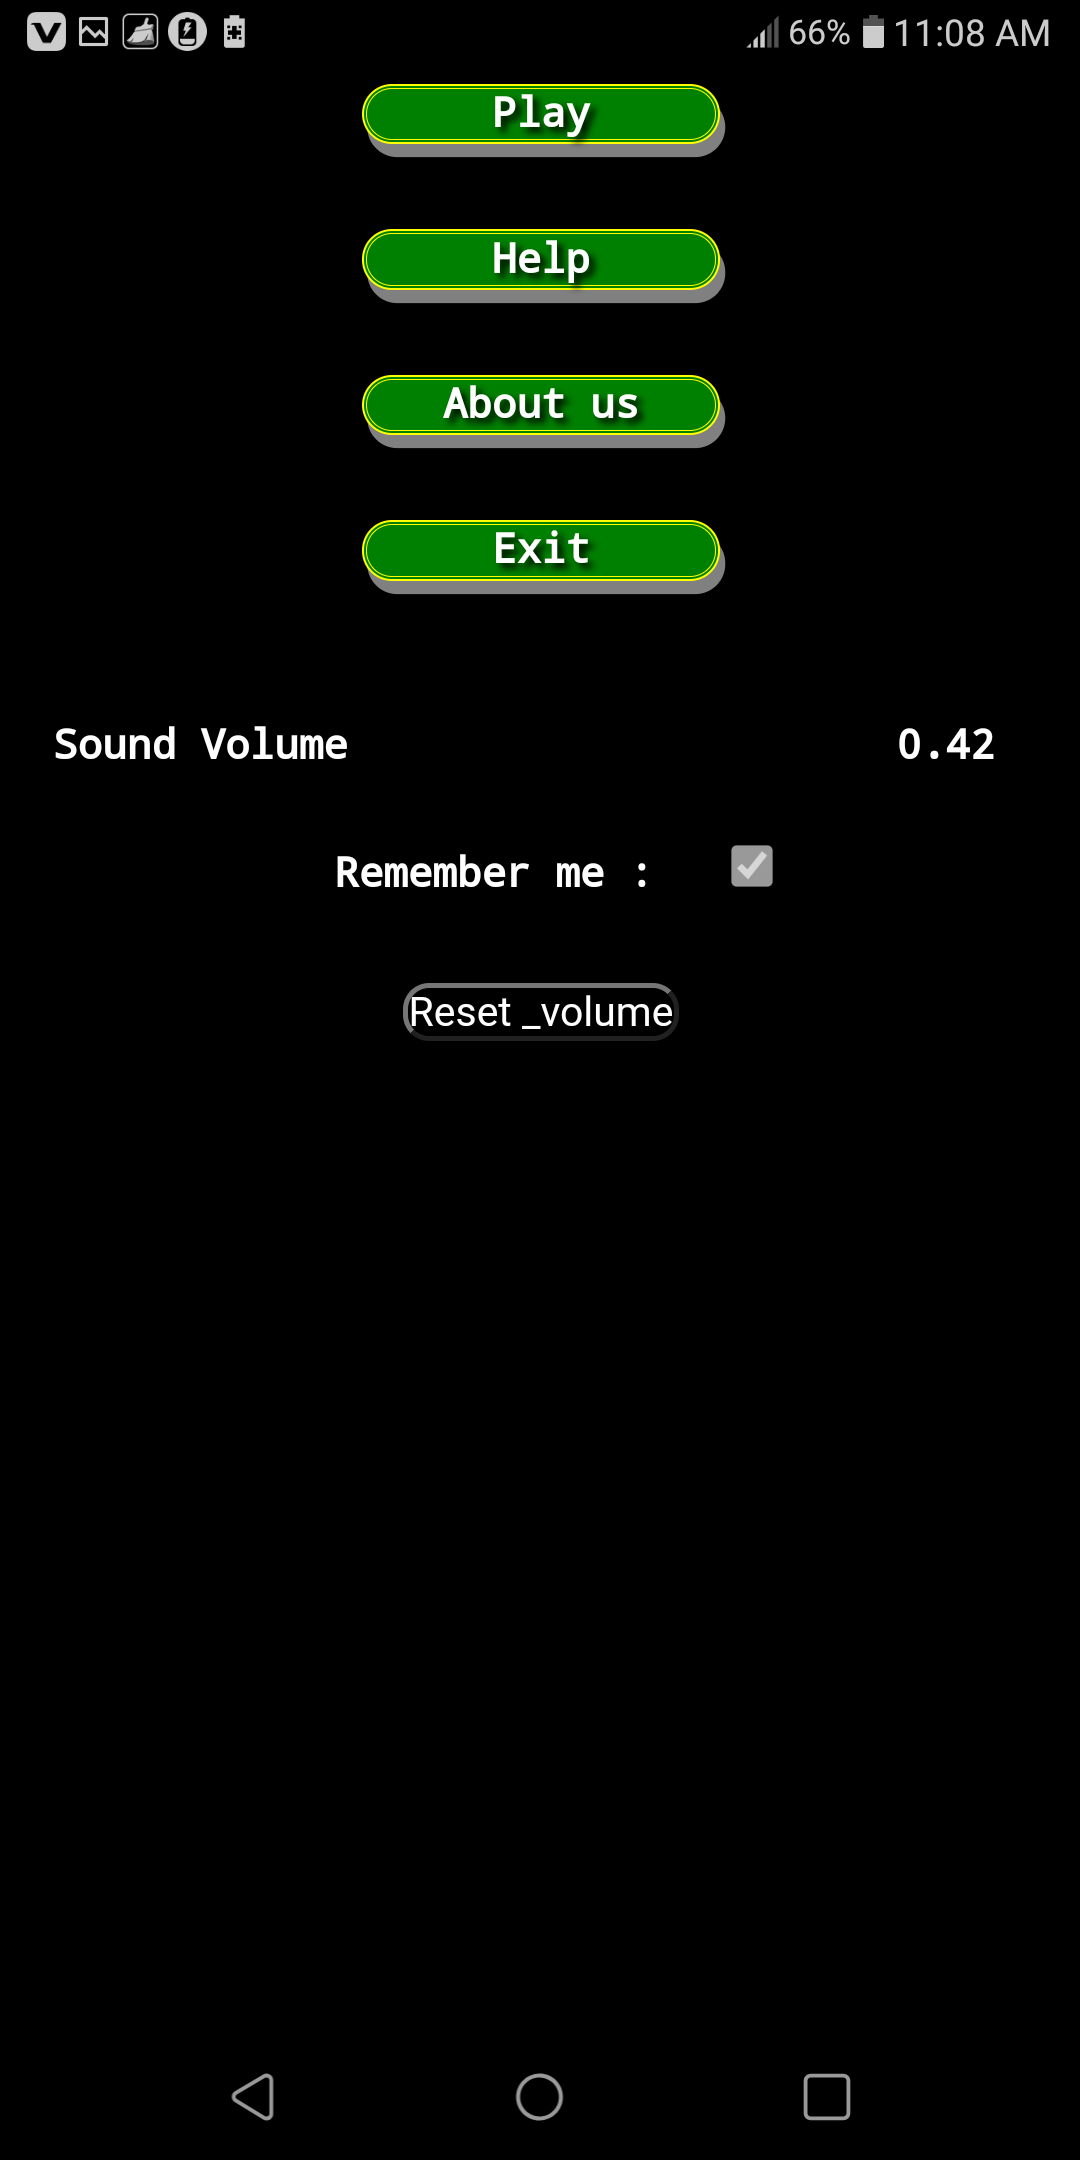 66% 11:08 AM
Play
Help
About us
Exit
Sound Volume 0.42
Remember me :
Reset _volume